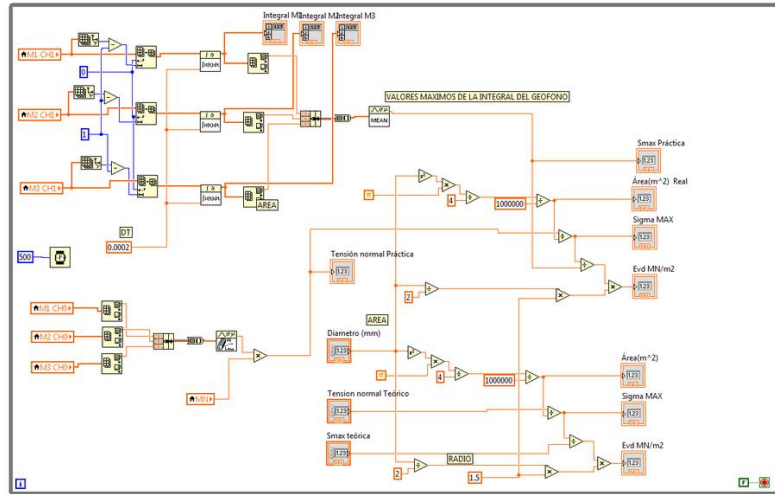 Integral M1
Integral M2
Integral M3
M1 CH1
0
M2 CH1
VALORES MAXIMOS DE LA INTEGRAL DEL GEOFONO
MEAN
1
Smax Práctica
M3 CH1
Área(m^2) Real
AREA
π
4
1000000
Sigma MAX
DT
0.0002
500
Tensión normal Práctica
Evd MN/m2
2
M1 CH0
AREA
M2 CH0
Diametro (mm)
M3 CH0
Área(m^2)
π
4
1000000
MN
Tension normal Teórico
Sigma MAX
Smax teórica
RADIO
Evd MN/m2
2
1.5
i
F